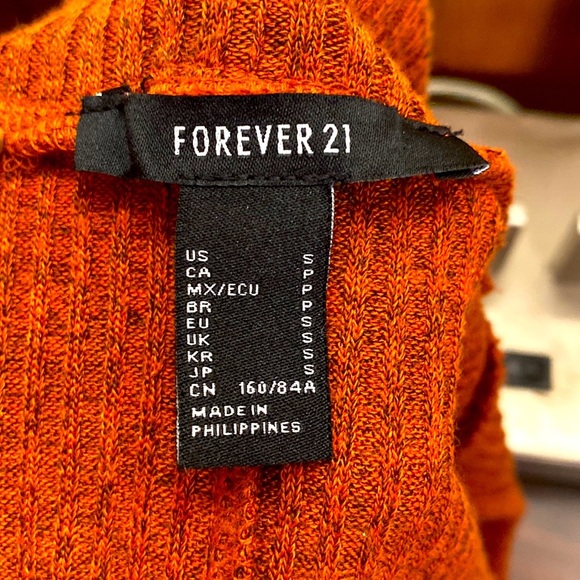 FOREVER 21
US S
CA P
MX/ECU P
BR P
EU S
UK S
KR S
JP S
CN 160/84A
MADE IN
PHILIPPINES